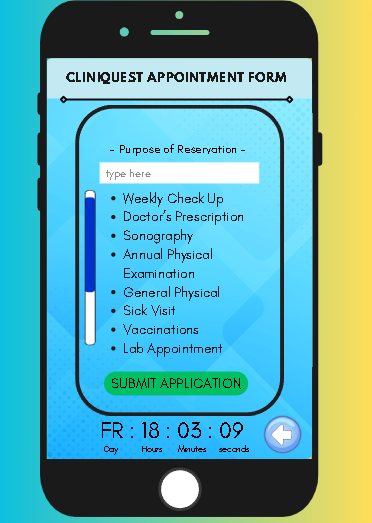 CLINIQUEST APPOINTMENT FORM
- Purpose of Reservation -
type here
• Weekly Check Up
• Doctor's Prescription
• Sonography
• Annual Physical
Examination
• General Physical
• Sick Visit
• Vaccinations
• Lab Appointment
SUBMIT APPLICATION
FR : 18 : 03 : 09
Day Hours Minutes seconds